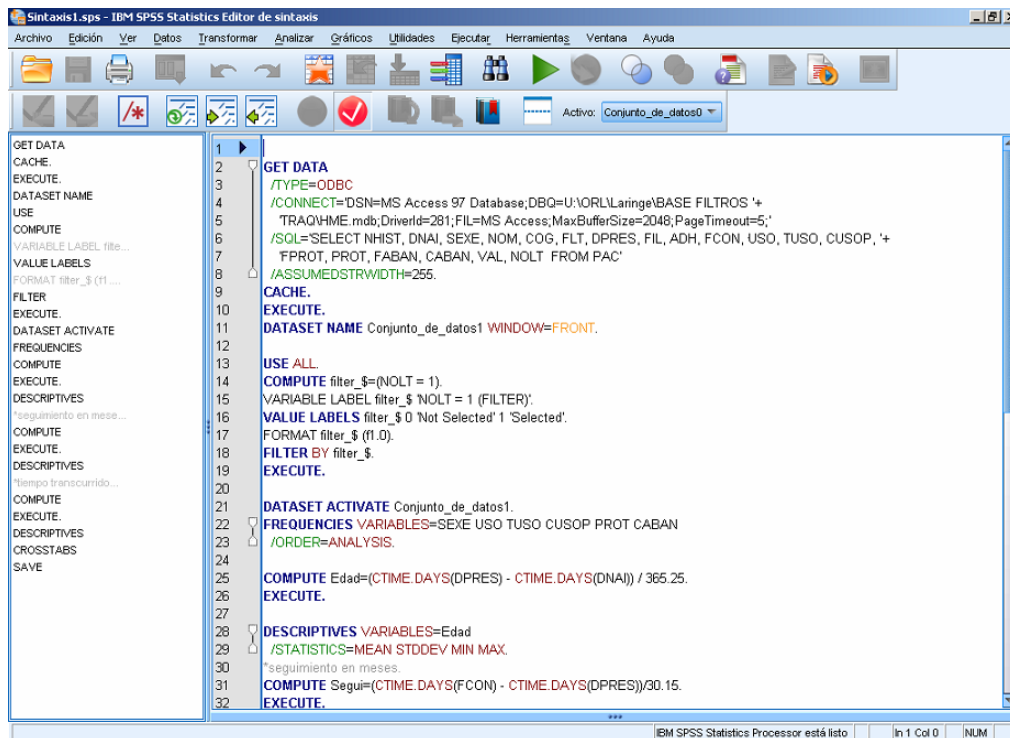 Sintaxis1.sps - IBM SPSS Statistics Editor de sintaxis
Archivo Edición Ver Datos Transformar Analizar Gráficos Utilidades Ejecutar Herramientas Ventana Ayuda
Activo: Conjunto_de_datos0
GET DATA
CACHE.
EXECUTE.
DATASET NAME
USE
COMPUTE
VARIABLE LABEL filte...
VALUE LABELS
FORMAT filter_$ (f1....
FILTER
EXECUTE.
DATASET ACTIVATE
FREQUENCIES
COMPUTE
EXECUTE.
DESCRIPTIVES
*seguimiento en mese...
COMPUTE
EXECUTE.
DESCRIPTIVES
*tiempo transcurrido...
COMPUTE
EXECUTE.
DESCRIPTIVES
CROSSTABS
SAVE
1
2 GET DATA
3 /TYPE=ODBC
4 /CONNECT='DSN=MS Access 97 Database;DBQ=U:\ORL\Laringe\BASE FILTROS '+
5 'TRAQ\HME.mdb;DriverId=281;FIL=MS Access;MaxBufferSize=2048;PageTimeout=5;'
6 /SQL='SELECT NHIST, DNAI, SEXE, NOM, COG, FLT, DPRES, FIL, ADH, FCON, USO, TUSO, CUSOP, '+
7 'FPROT, PROT, FABAN, CABAN, VAL, NOLT FROM PAC'
8 /ASSUMEDSTRWIDTH=255.
9 CACHE.
10 EXECUTE.
11 DATASET NAME Conjunto_de_datos1 WINDOW=FRONT.
12
13 USE ALL.
14 COMPUTE filter_$=(NOLT = 1).
15 VARIABLE LABEL filter_$ 'NOLT = 1 (FILTER)'.
16 VALUE LABELS filter_$ 0 'Not Selected' 1 'Selected'.
17 FORMAT filter_$ (f1.0).
18 FILTER BY filter_$.
19 EXECUTE.
20
21 DATASET ACTIVATE Conjunto_de_datos1.
22 FREQUENCIES VARIABLES=SEXE USO TUSO CUSOP PROT CABAN
23 /ORDER=ANALYSIS.
24
25 COMPUTE Edad=(CTIME.DAYS(DPRES) - CTIME.DAYS(DNAI)) / 365.25.
26 EXECUTE.
27
28 DESCRIPTIVES VARIABLES=Edad
29 /STATISTICS=MEAN STDDEV MIN MAX.
30 *seguimiento en meses.
31 COMPUTE Segui=(CTIME.DAYS(FCON) - CTIME.DAYS(DPRES))/30.15.
32 EXECUTE.
IBM SPSS Statistics Processor está listo In 1 Col 0 NUM